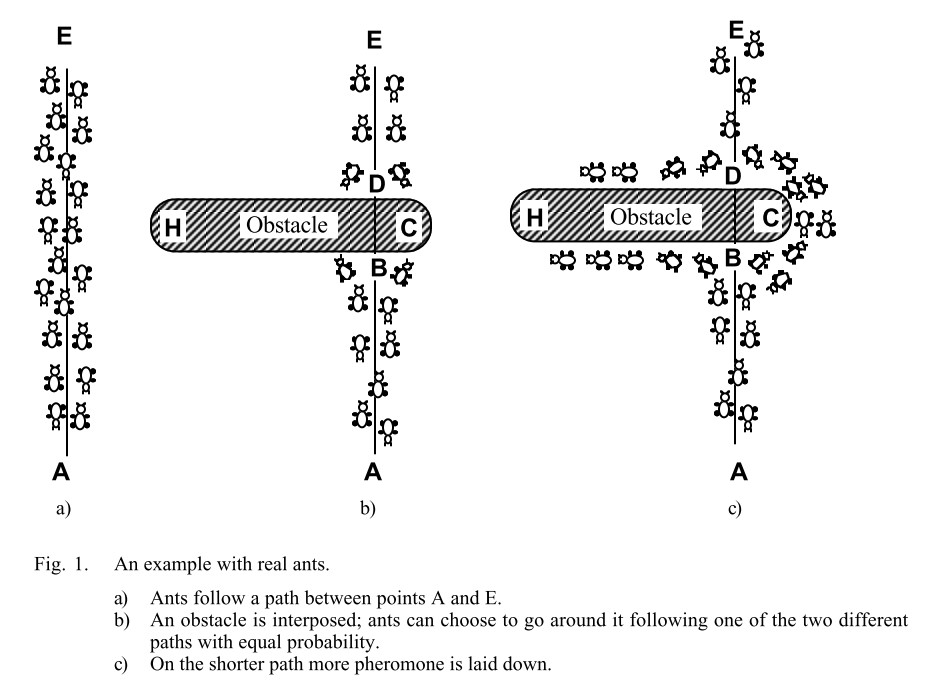 E
A
a)
E
D
H Obstacle C
B
A
b)
E
D
H Obstacle C
B
A
c)
Fig. 1. An example with real ants.
a) Ants follow a path between points A and E.
b) An obstacle is interposed; ants can choose to go around it following one of the two different
paths with equal probability.
c) On the shorter path more pheromone is laid down.